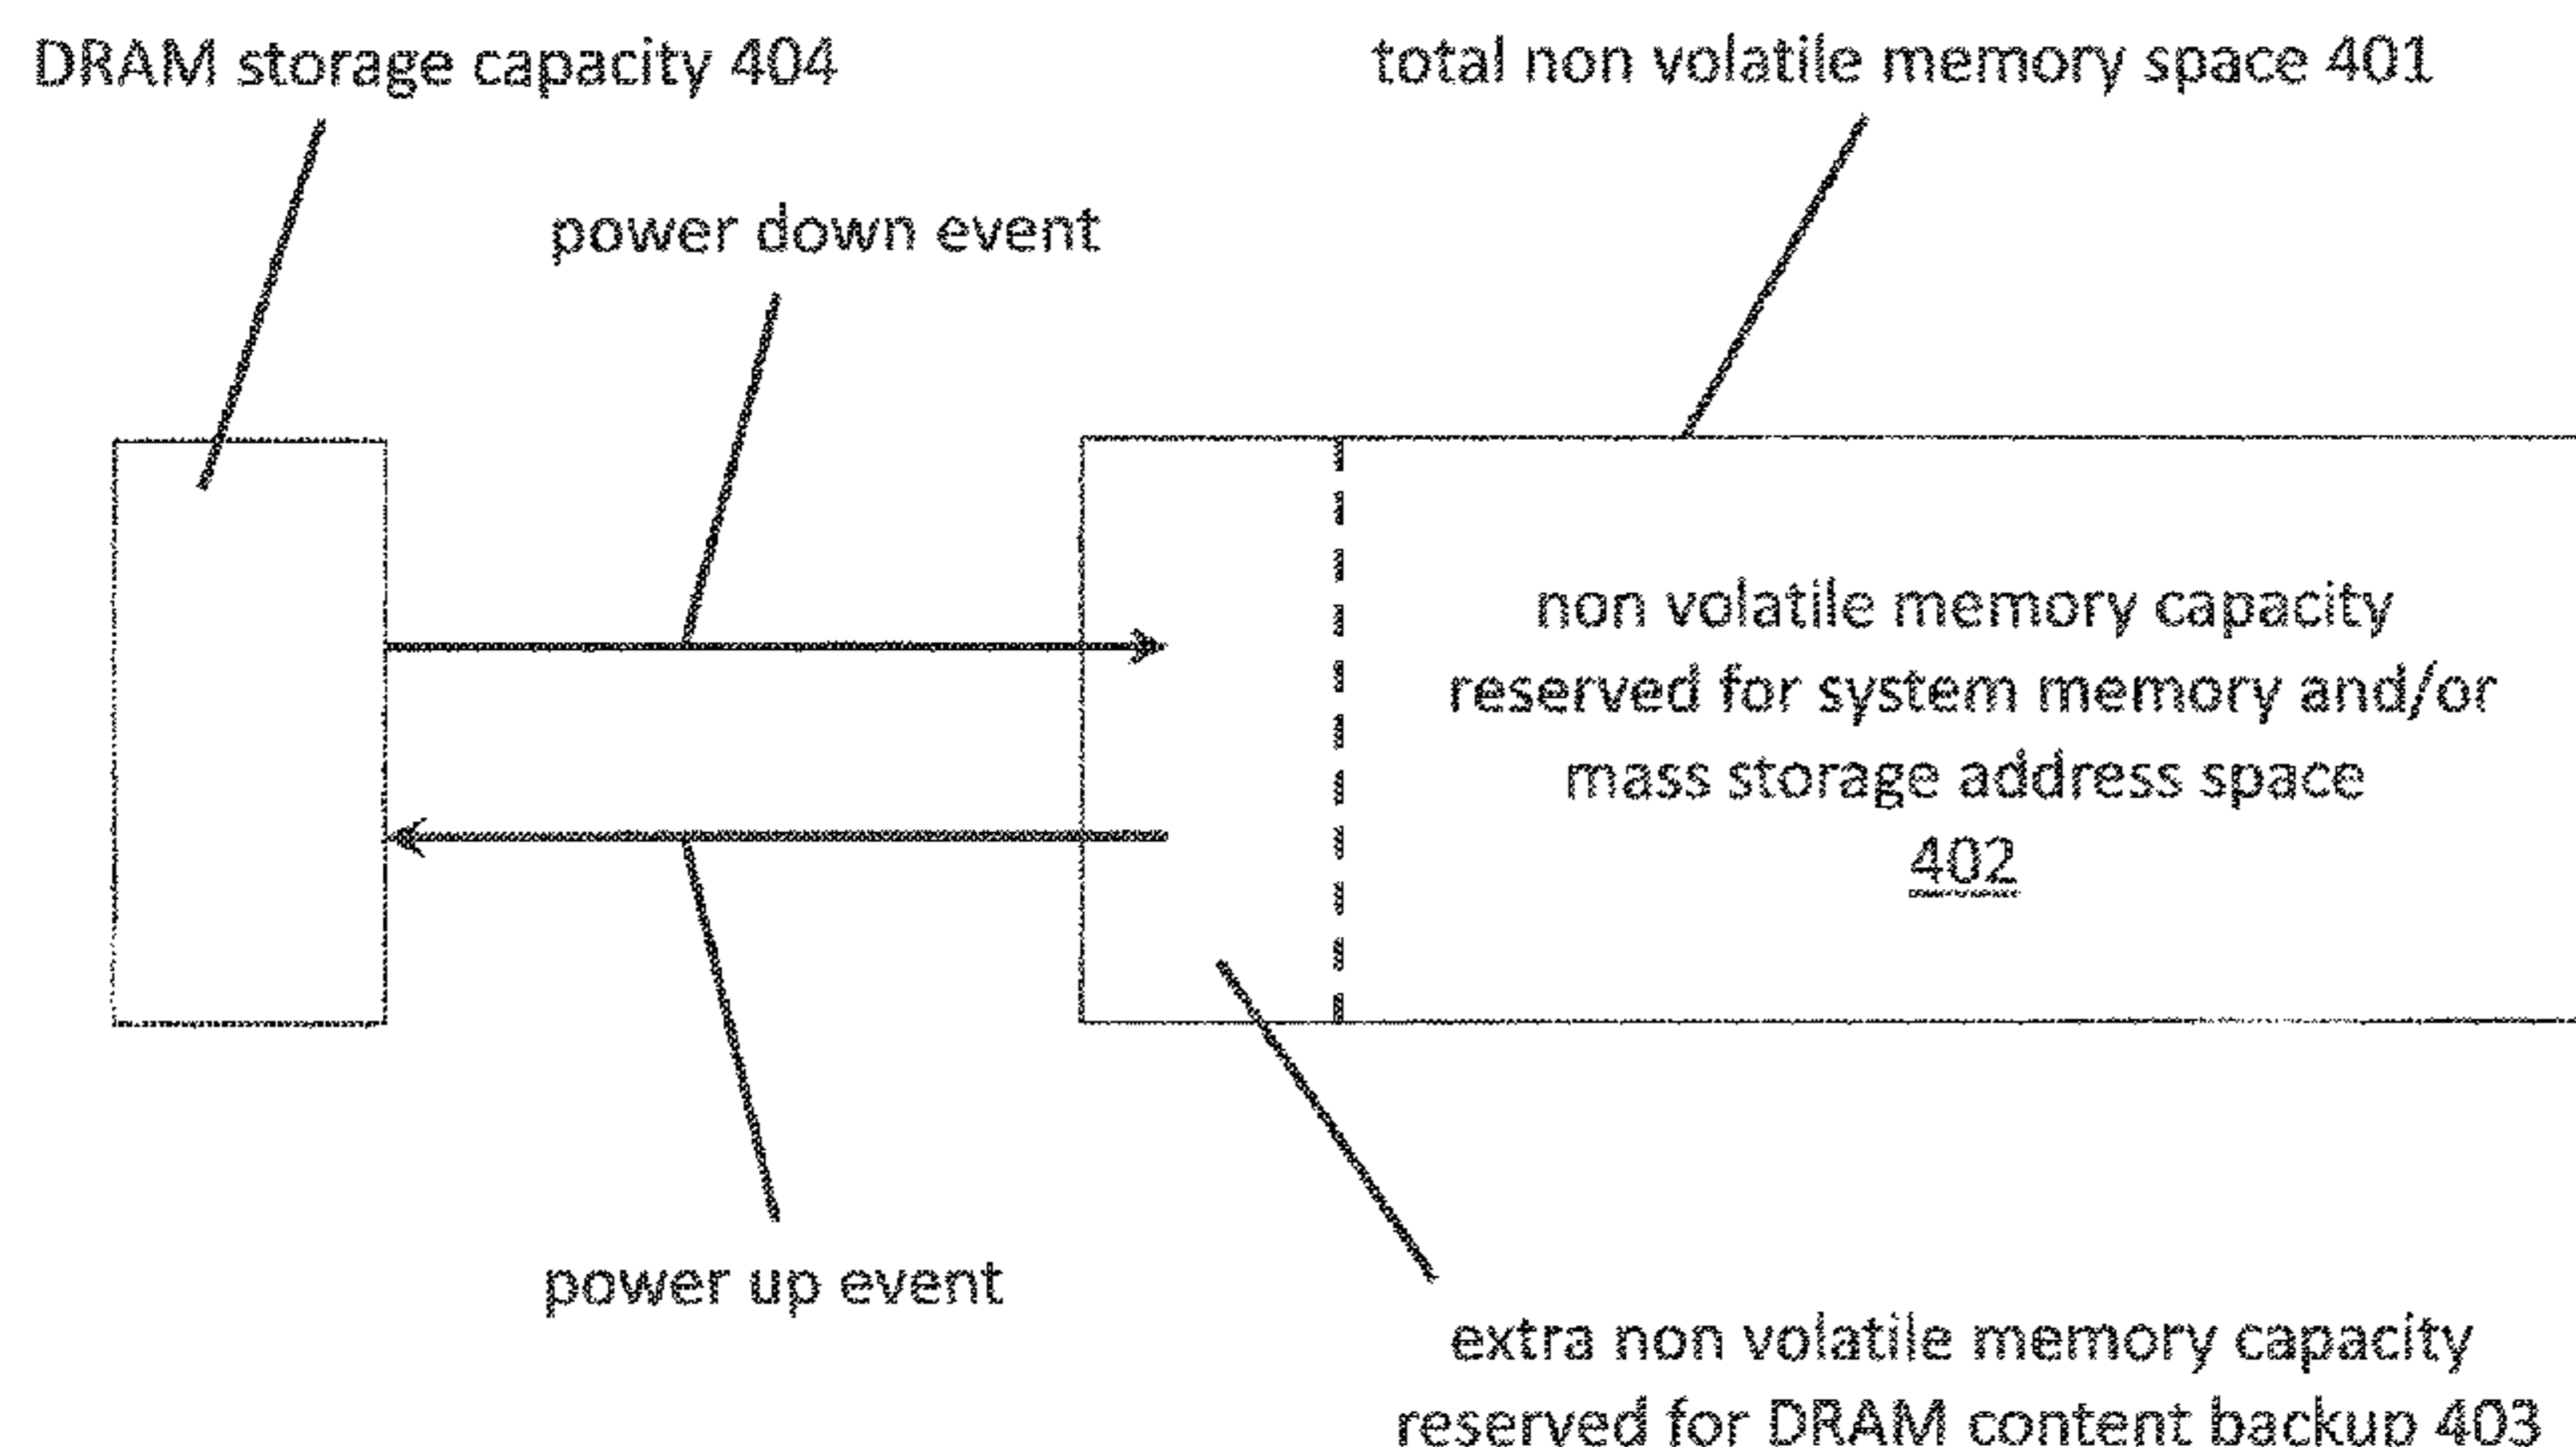 DRAM storage capacity 404
total non volatile memory space 401
power down event
non volatile memory capacity
reserved for system memory and/or
mass storage address space
402
power up event
extra non volatile memory capacity
reserved for DRAM content backup 403